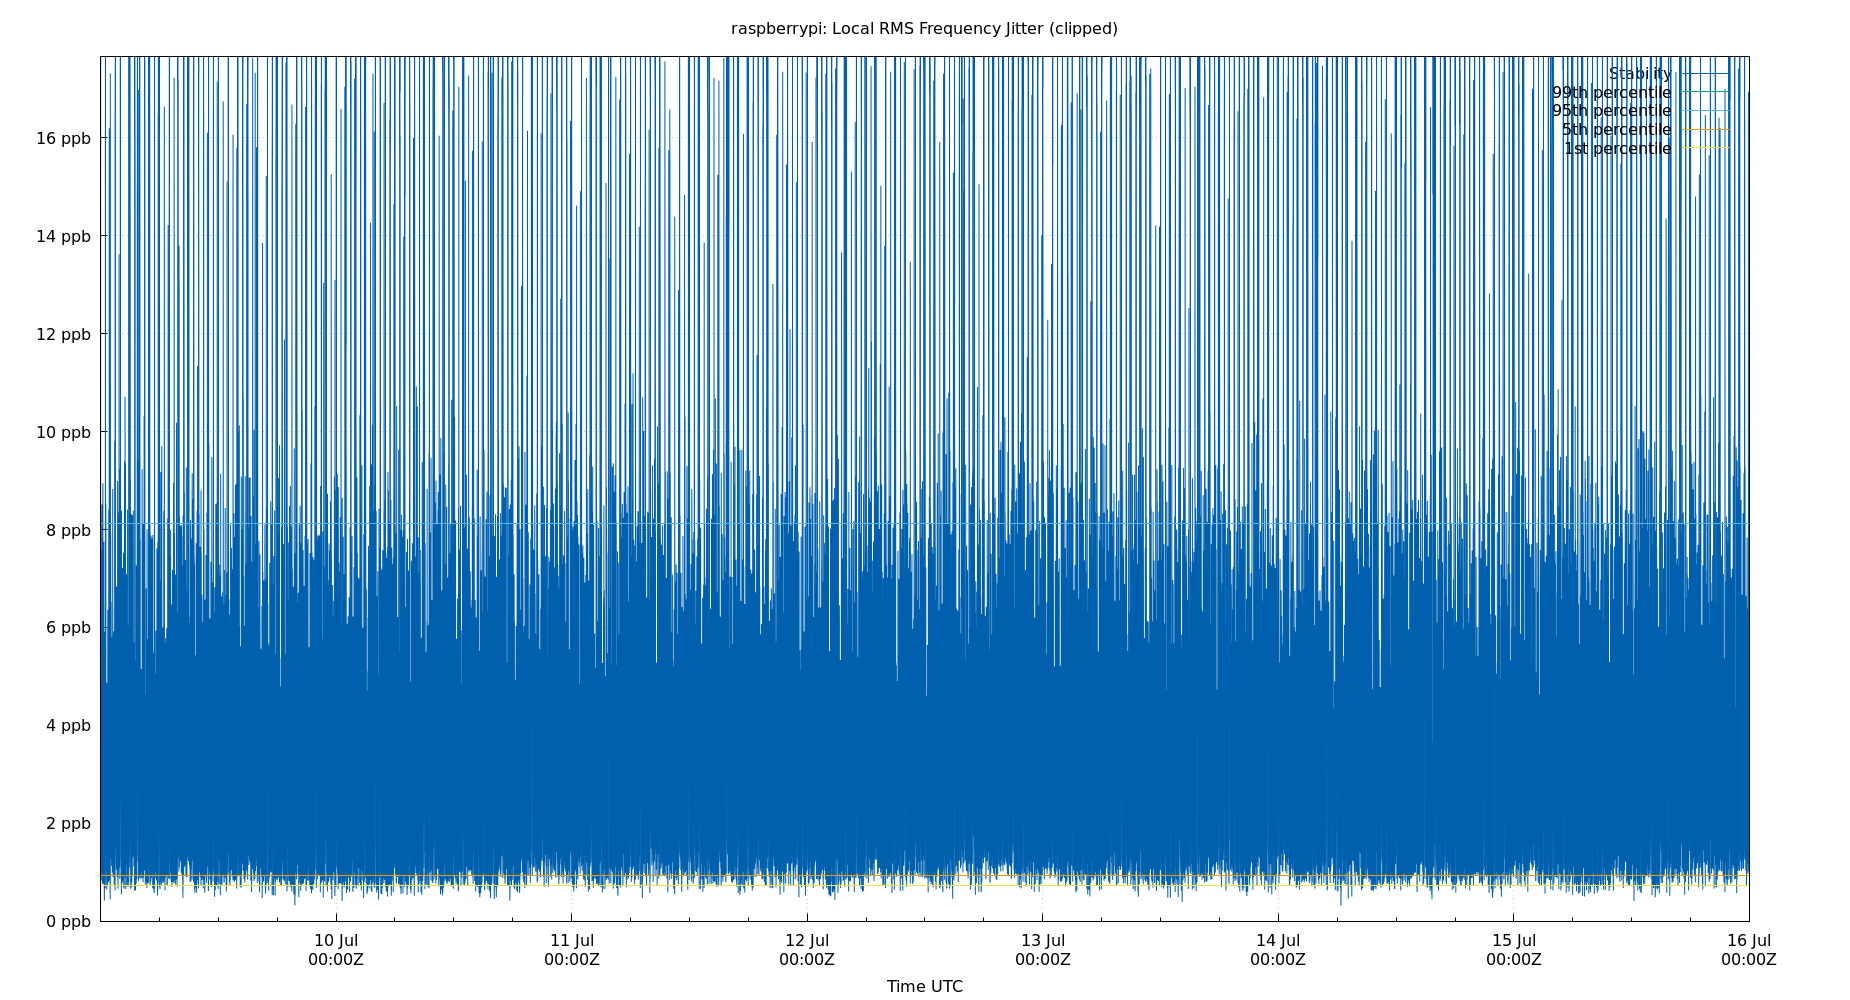 raspberrypi: Local RMS Frequency Jitter (clipped)
Stability
99th percentile
95th percentile
5th percentile
1st percentile
16 ppb
14 ppb
12 ppb
10 ppb
8 ppb
6 ppb
4 ppb
2 ppb
0 ppb
10 Jul 11 Jul 12 Jul 13 Jul 14 Jul 15 Jul 16 Jul
00:00Z 00:00Z 00:00Z 00:00Z 00:00Z 00:00Z 00:00Z
Time UTC